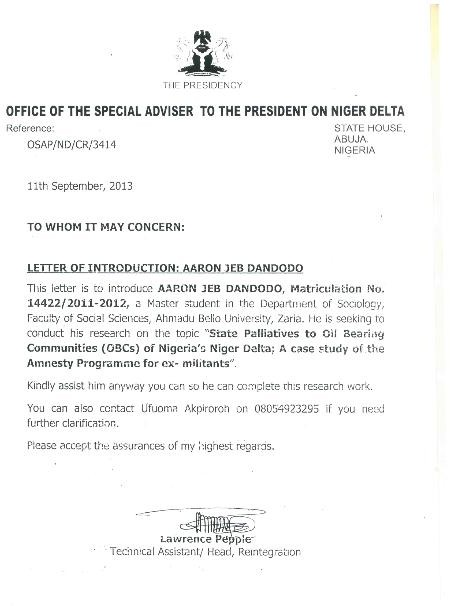 THE PRESIDENCY
OFFICE OF THE SPECIAL ADVISER TO THE PRESIDENT ON NIGER DELTA
Reference:
OSAP/ND/CR/3414
STATE HOUSE,
ABUJA.
NIGERIA
11th September, 2013
TO WHOM IT MAY CONCERN:
LETTER OF INTRODUCTION: AARON JEB DANDODO
This letter is to introduce AARON JEB DANDODO, Matriculation No.
14422/2011-2012, a Master student in the Department of Sociology,
Faculty of Social Sciences, Ahmadu Bello University, Zaria. He is seeking to
conduct his research on the topic "State Palliatives to Oil Bearing
Communities (OBCs) of Nigeria's Niger Delta; A case study of the
Amnesty Programme for ex- militants".
Kindly assist him anyway you can so he can complete this research work.
You can also contact Ufuoma Akpiroroh on 08054923295 if you need
further clarification.
Please accept the assurances of my highest regards.
Lawrence Pepple
Technical Assistant/ Head, Reintegration